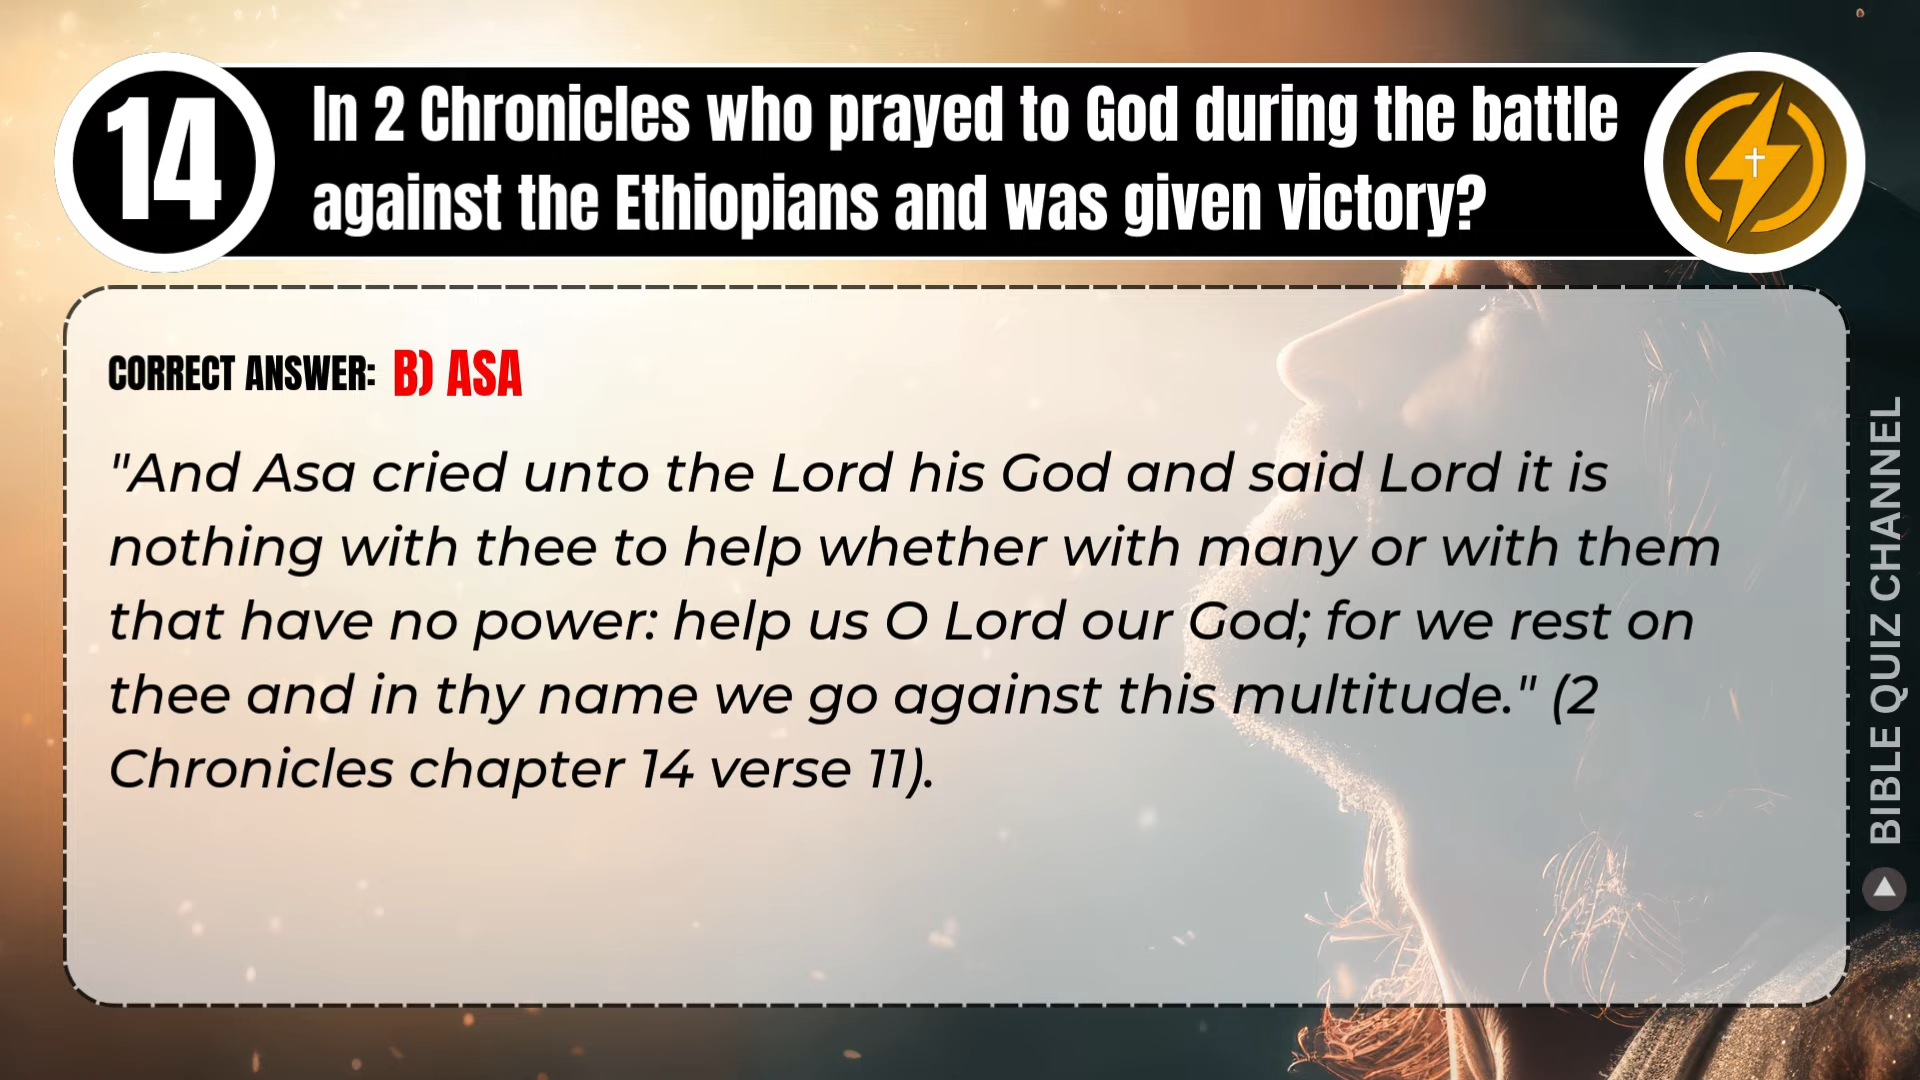 14
In 2 Chronicles who prayed to God during the battle
against the Ethiopians and was given victory?
CORRECT ANSWER: B) ASA
"And Asa cried unto the Lord his God and said Lord it is
nothing with thee to help whether with many or with them
that have no power: help us O Lord our God; for we rest on
thee and in thy name we go against this multitude." (2
Chronicles chapter 14 verse 11).
BIBLE QUIZ CHANNEL